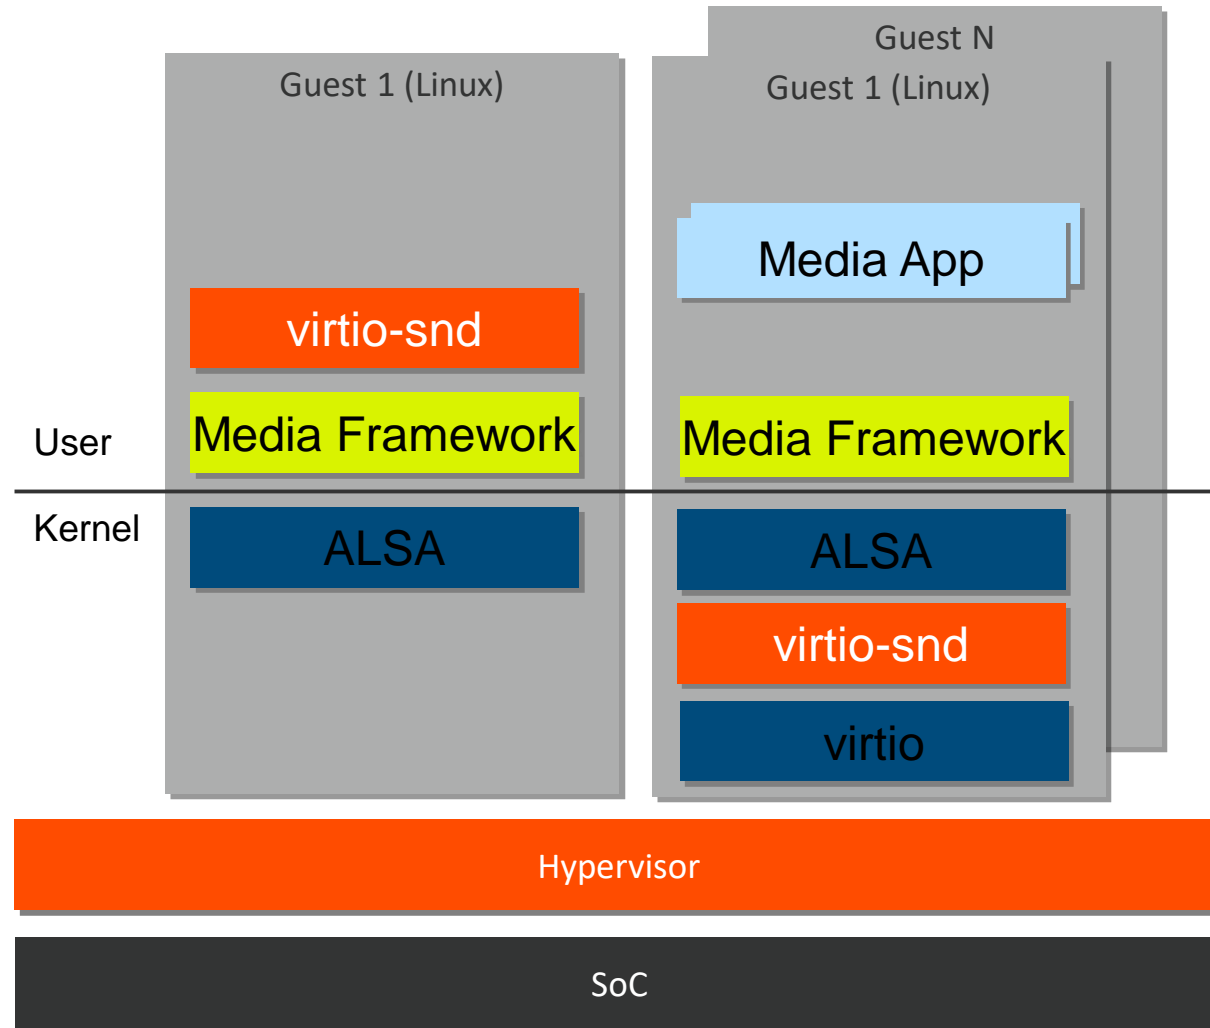 Guest 1 (Linux)
virtio-snd
Media Framework
ALSA
Guest N
Guest 1 (Linux)
Media App
Media Framework
ALSA
virtio-snd
virtio
User
Kernel
Hypervisor
SoC